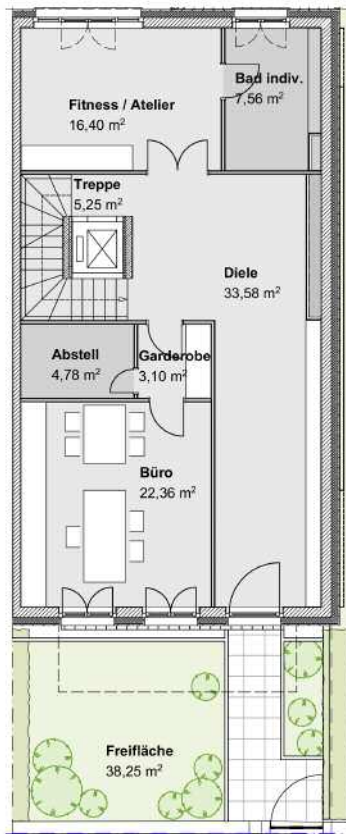 Fitness / Atelier
16,40 m²
Bad indiv.
7,56 m²
Treppe
5,25 m²
Diele
33,58 m²
Abstell
4,78 m²
Garderobe
3,10 m²
Büro
22,36 m²
Freifläche
38,25 m²